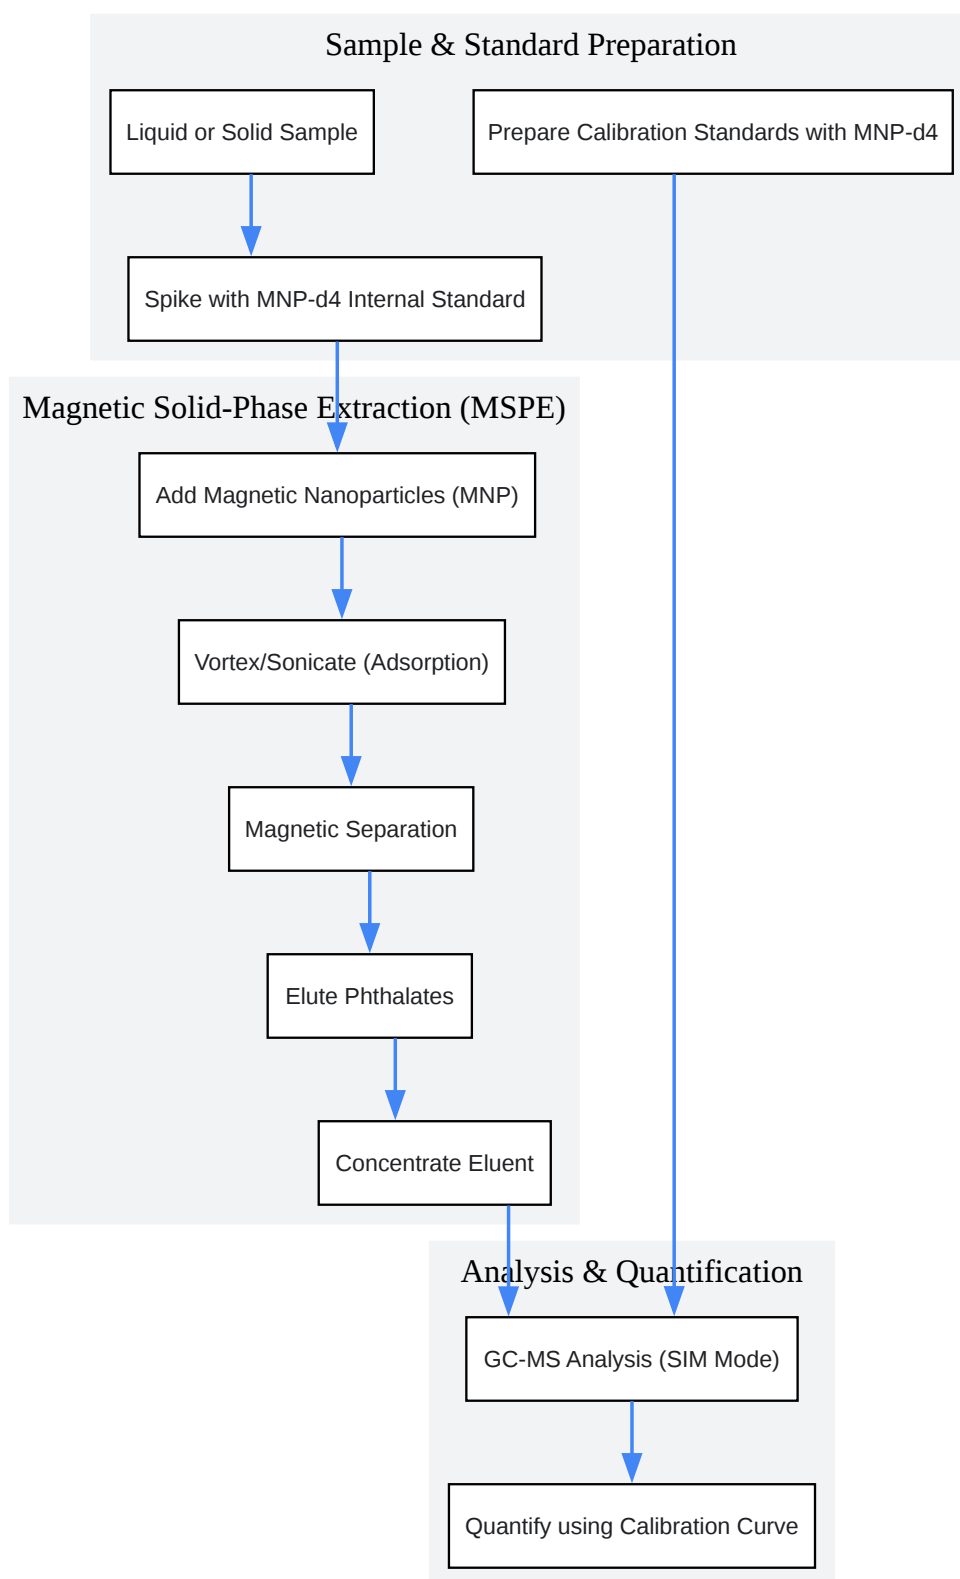 Sample & Standard Preparation
Liquid or Solid Sample
Prepare Calibration Standards with MNP-d4
Spike with MNP-d4 Internal Standard
Magnetic Solid-Phase Extraction (MSPE)
Add Magnetic Nanoparticles (MNP)
Vortex/Sonicate (Adsorption)
Magnetic Separation
Elute Phthalates
Concentrate Eluent
Analysis & Quantification
GC-MS Analysis (SIM Mode)
Quantify using Calibration Curve